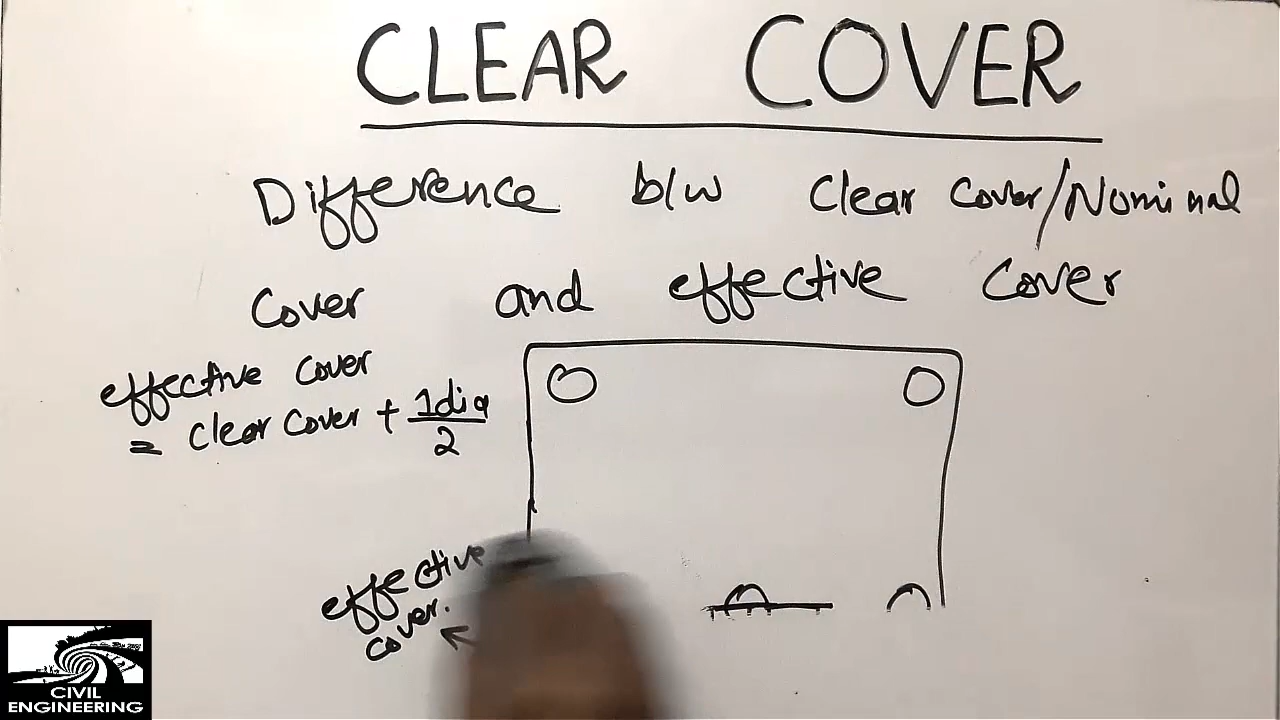 CLEAR COVER
Difference b/w Clear Cover/Nominal
Cover and effective Cover
effective cover
= clear cover + 1dia/2
effective
cover.
CIVIL
ENGINEERING